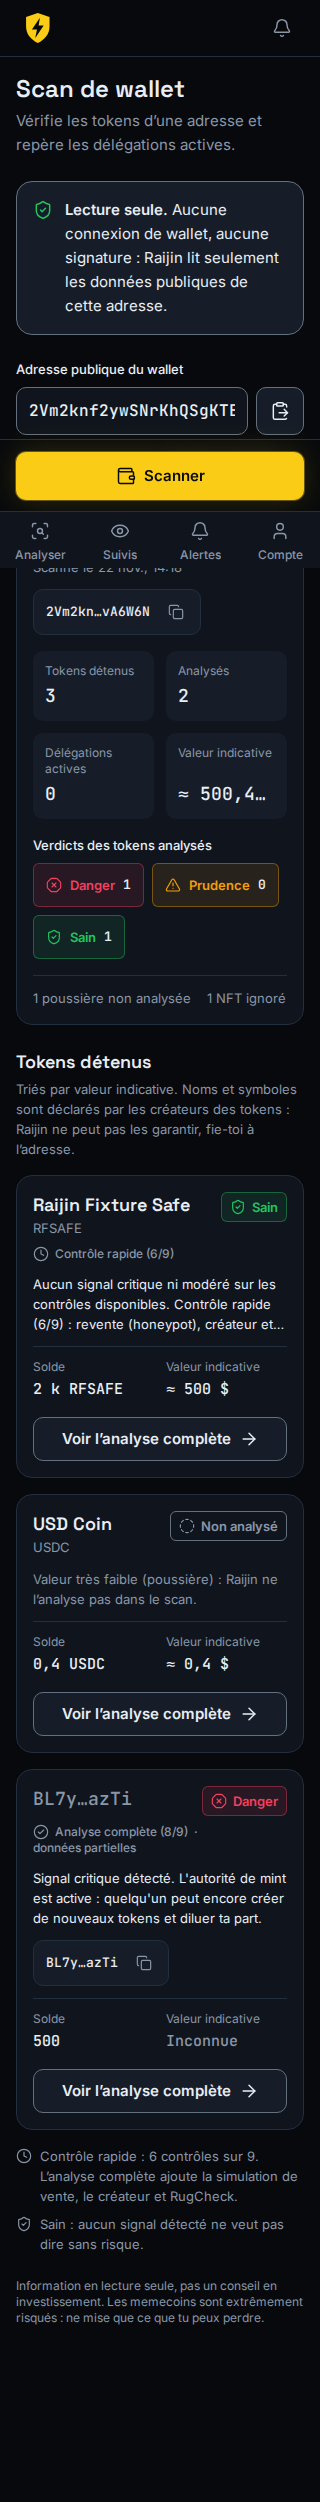 Scan de wallet
Vérifie les tokens d’une adresse et
repère les délégations actives.
Lecture seule. Aucune
connexion de wallet, aucune
signature : Raijin lit seulement
les données publiques de
cette adresse.
Adresse publique du wallet
2Vm2knf2ywSNrKhQSgKTE
Scanner
Analyser
Suivis
Alertes
Compte
2Vm2kn…vA6W6N
Tokens détenus
3
Analysés
2
Délégations
actives
0
Valeur indicative
≈ 500,4…
Verdicts des tokens analysés
Danger 1
Prudence 0
Sain 1
1 poussière non analysée
1 NFT ignoré
Tokens détenus
Triés par valeur indicative. Noms et symboles
sont déclarés par les créateurs des tokens :
Raijin ne peut pas les garantir, fie-toi à
l’adresse.
Raijin Fixture Safe
Sain
RFSAFE
Contrôle rapide (6/9)
Aucun signal critique ni modéré sur les
contrôles disponibles. Contrôle rapide
(6/9) : revente (honeypot), créateur et…
Solde
2 k RFSAFE
Valeur indicative
≈ 500 $
Voir l’analyse complète
USD Coin
Non analysé
USDC
Valeur très faible (poussière) : Raijin ne
l’analyse pas dans le scan.
Solde
0,4 USDC
Valeur indicative
≈ 0,4 $
Voir l’analyse complète
BL7y…azTi
Danger
Analyse complète (8/9) ·
données partielles
Signal critique détecté. L'autorité de mint
est active : quelqu'un peut encore créer
de nouveaux tokens et diluer ta part.
BL7y…azTi
Solde
500
Valeur indicative
Inconnue
Voir l’analyse complète
Contrôle rapide : 6 contrôles sur 9.
L’analyse complète ajoute la simulation de
vente, le créateur et RugCheck.
Sain : aucun signal détecté ne veut pas
dire sans risque.
Information en lecture seule, pas un conseil en
investissement. Les memecoins sont extrêmement
risqués : ne mise que ce que tu peux perdre.